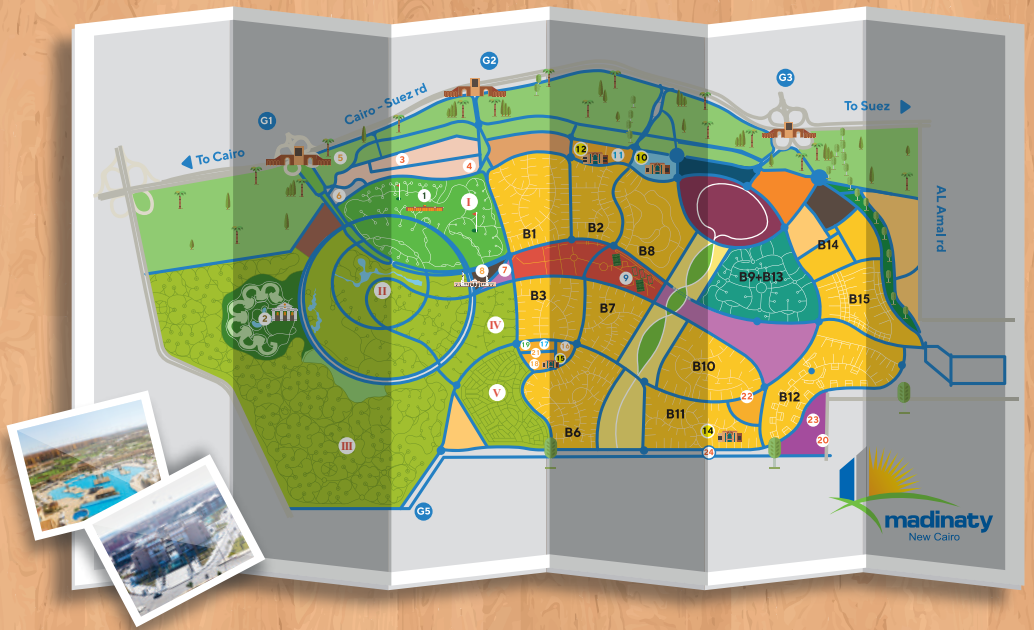 G2
G3
G1
Cairo - Suez rd
To Suez
To Cairo
AL Amal rd
5
3
4
12
11
10
6
1
I
B1
B2
B8
B14
8
7
9
B9+B13
II
2
B3
B7
B15
IV
19
17
16
21
18
15
B10
V
22
B12
B11
B6
14
23
20
24
III
G5
madinaty
New Cairo